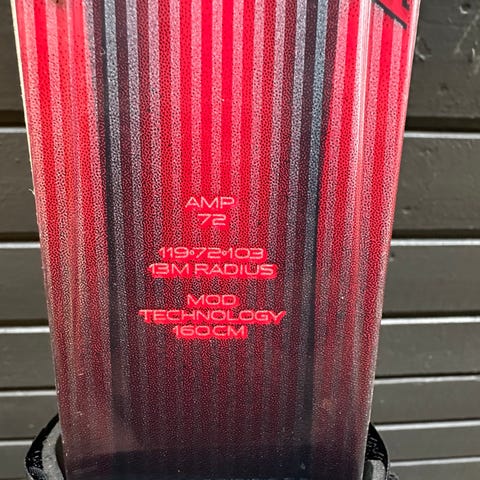 AMP
72
119•72•103
13M RADIUS
MOD
TECHNOLOGY
160CM